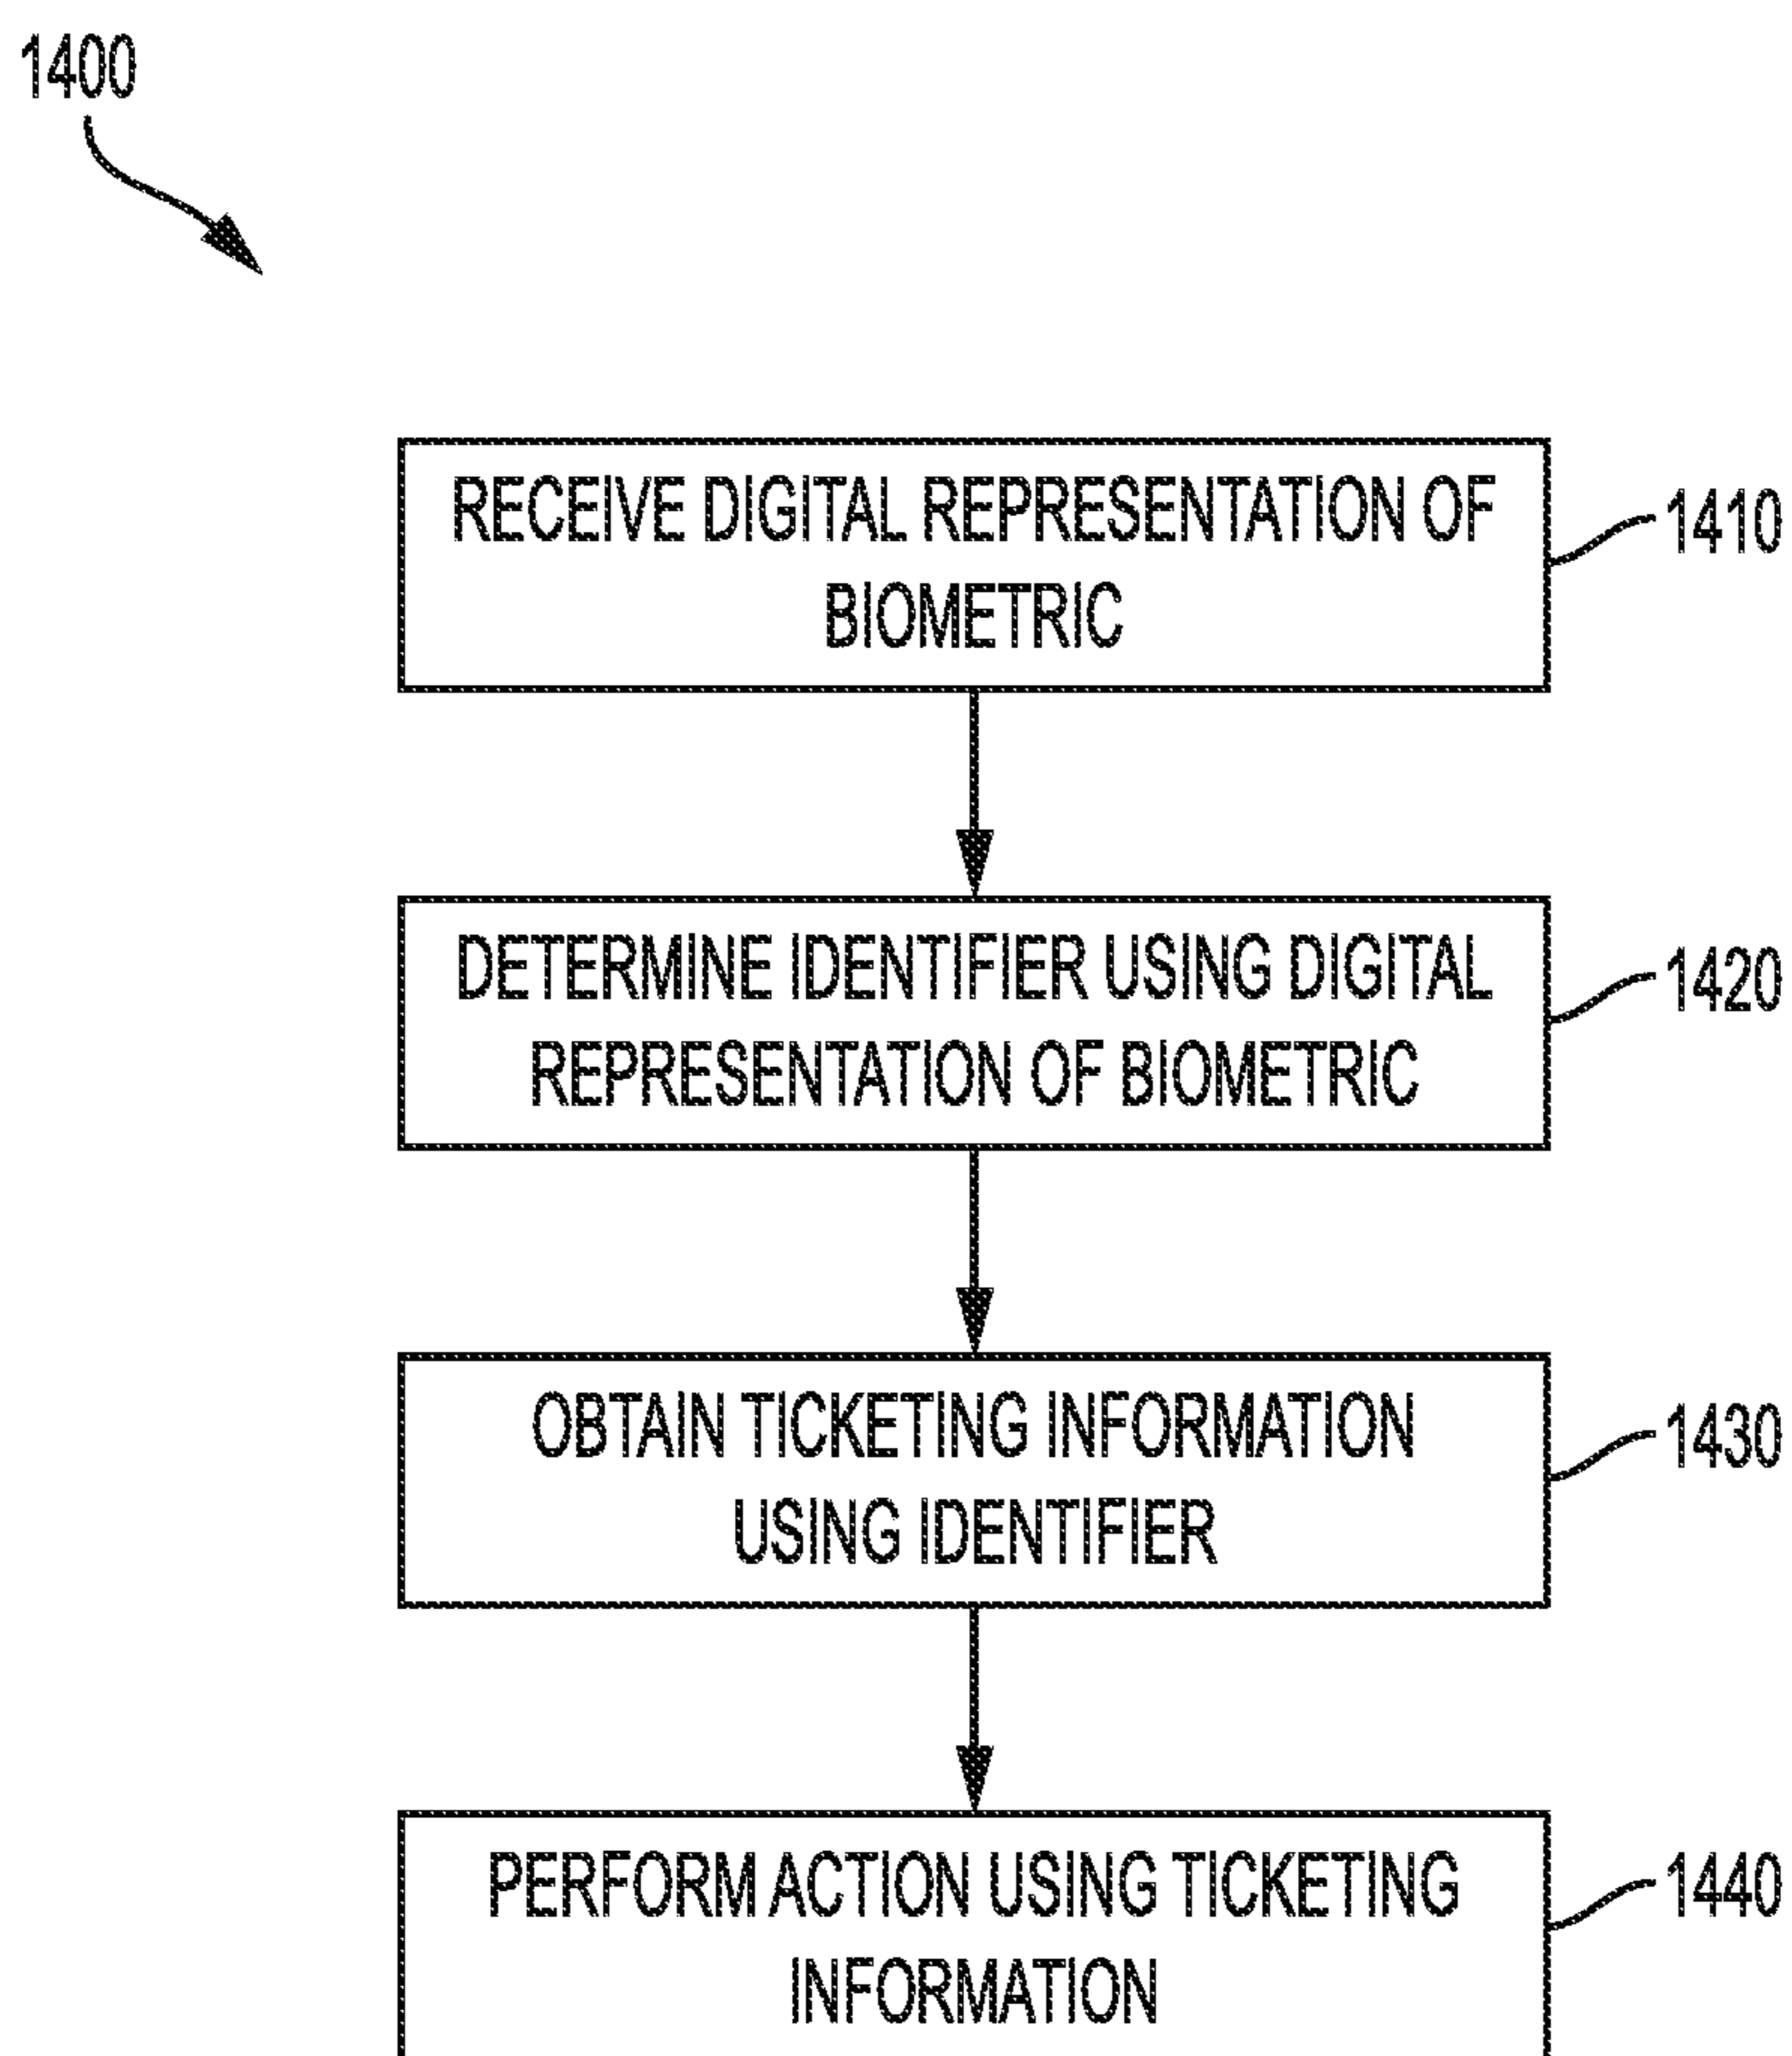 1400
RECEIVE DIGITAL REPRESENTATION OF
BIOMETRIC
1410
DETERMINE IDENTIFIER USING DIGITAL
REPRESENTATION OF BIOMETRIC
1420
OBTAIN TICKETING INFORMATION
USING IDENTIFIER
1430
PERFORM ACTION USING TICKETING
INFORMATION
1440